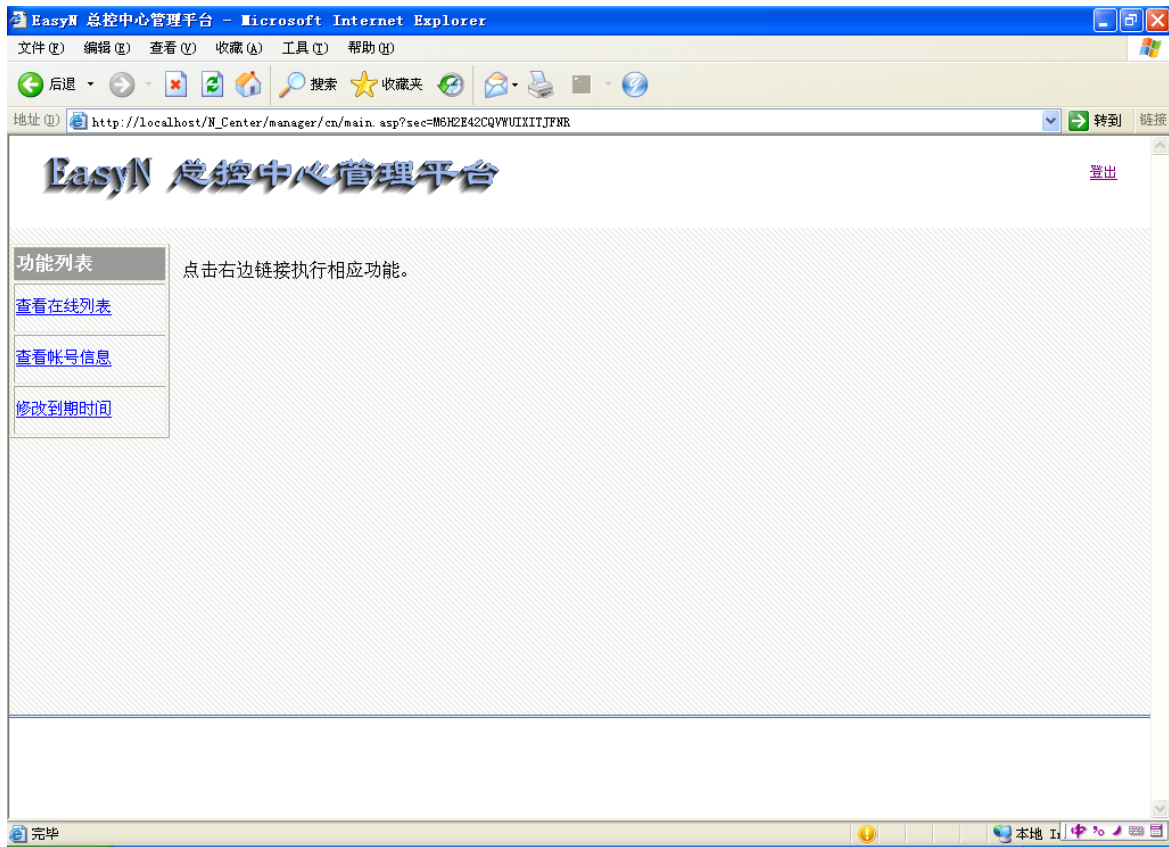 EasyN 总控中心管理平台 - Microsoft Internet Explorer
文件(F) 编辑(E) 查看(V) 收藏(A) 工具(T) 帮助(H)
后退 搜索 收藏夹
地址(D) http://localhost/N_Center/manager/cn/main.asp?sec=M6H2E42CQVWUIXITJFNR 转到 链接
EasyN 总控中心管理平台
登出
功能列表
点击右边链接执行相应功能。
查看在线列表
查看帐号信息
修改到期时间
完毕 本地 I 中